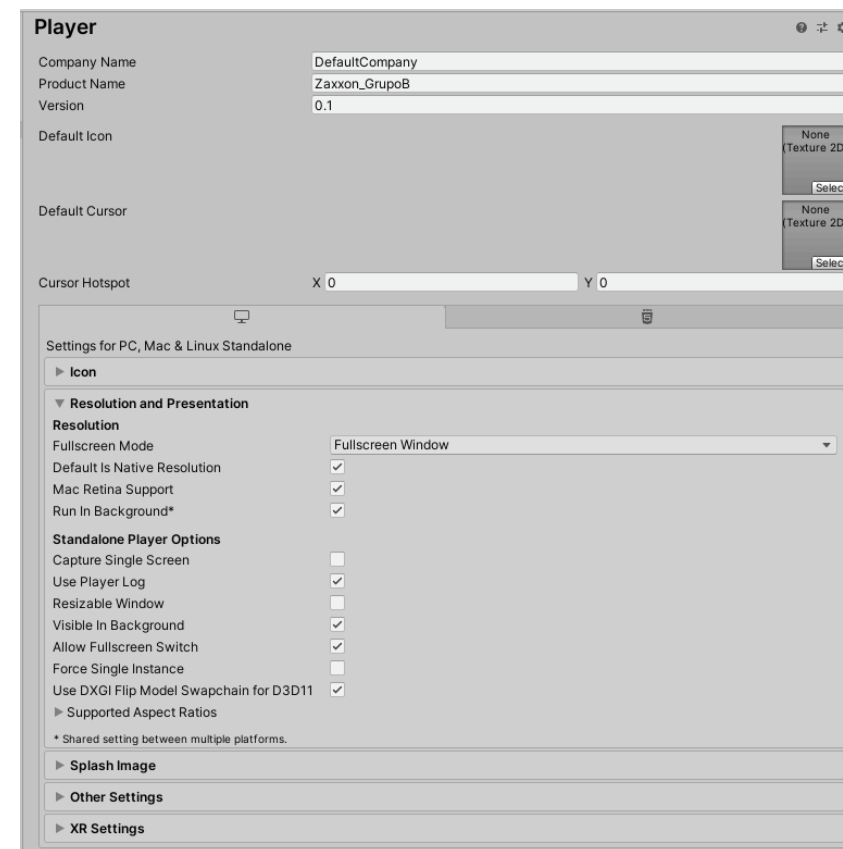 Player
Company Name DefaultCompany
Product Name Zaxxon_GrupoB
Version 0.1
Default Icon None
(Texture 2D
Selec
Default Cursor None
(Texture 2D
Selec
Cursor Hotspot X 0 Y 0
Settings for PC, Mac & Linux Standalone
Icon
Resolution and Presentation
Resolution
Fullscreen Mode Fullscreen Window
Default Is Native Resolution
Mac Retina Support
Run In Background*
Standalone Player Options
Capture Single Screen
Use Player Log
Resizable Window
Visible In Background
Allow Fullscreen Switch
Force Single Instance
Use DXGI Flip Model Swapchain for D3D11
Supported Aspect Ratios
* Shared setting between multiple platforms.
Splash Image
Other Settings
XR Settings